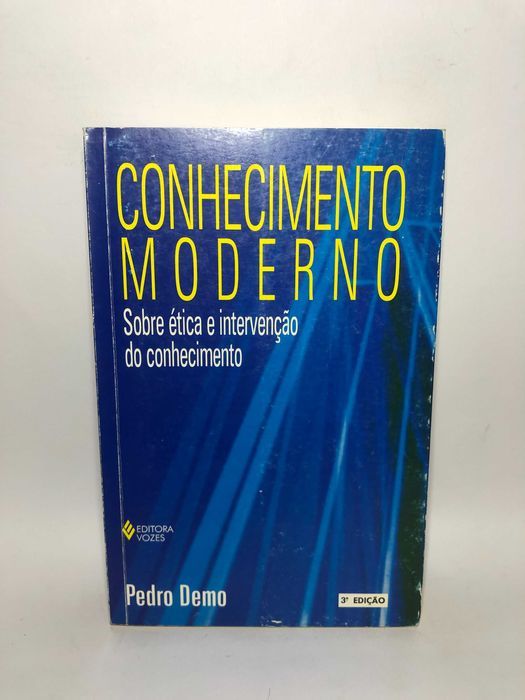 CONHECIMENTO
MODERNO
Sobre ética e intervenção
do conhecimento
EDITORA
VOZES
Pedro Demo
3ª EDIÇÃO